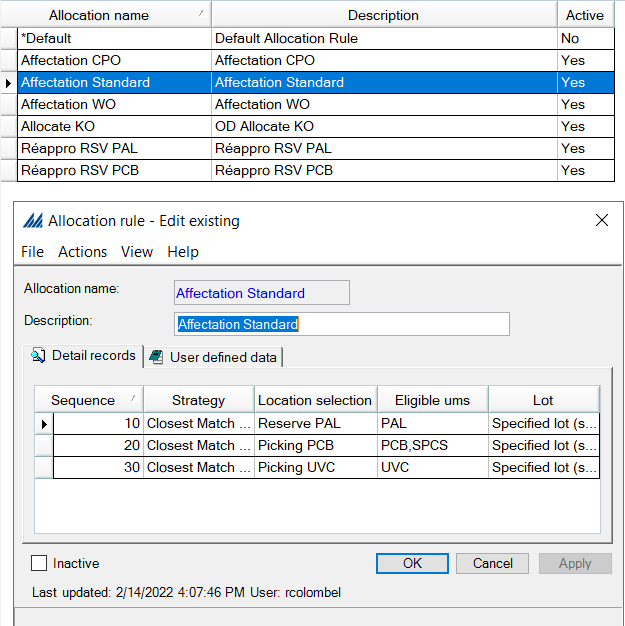 Allocation name Description Active
*Default Default Allocation Rule No
Affectation CPO Affectation CPO Yes
Affectation Standard Affectation Standard Yes
Affectation WO Affectation WO Yes
Allocate KO OD Allocate KO Yes
Réappro RSV PAL Réappro RSV PAL Yes
Réappro RSV PCB Réappro RSV PCB Yes
Allocation rule - Edit existing
File Actions View Help
Allocation name: Affectation Standard
Description: Affectation Standard
Detail records User defined data
Sequence Strategy Location selection Eligible ums Lot
10 Closest Match ... Reserve PAL PAL Specified lot (s...
20 Closest Match ... Picking PCB PCB,SPCS Specified lot (s...
30 Closest Match ... Picking UVC UVC Specified lot (s...
Inactive OK Cancel Apply
Last updated: 2/14/2022 4:07:46 PM User: rcolombel